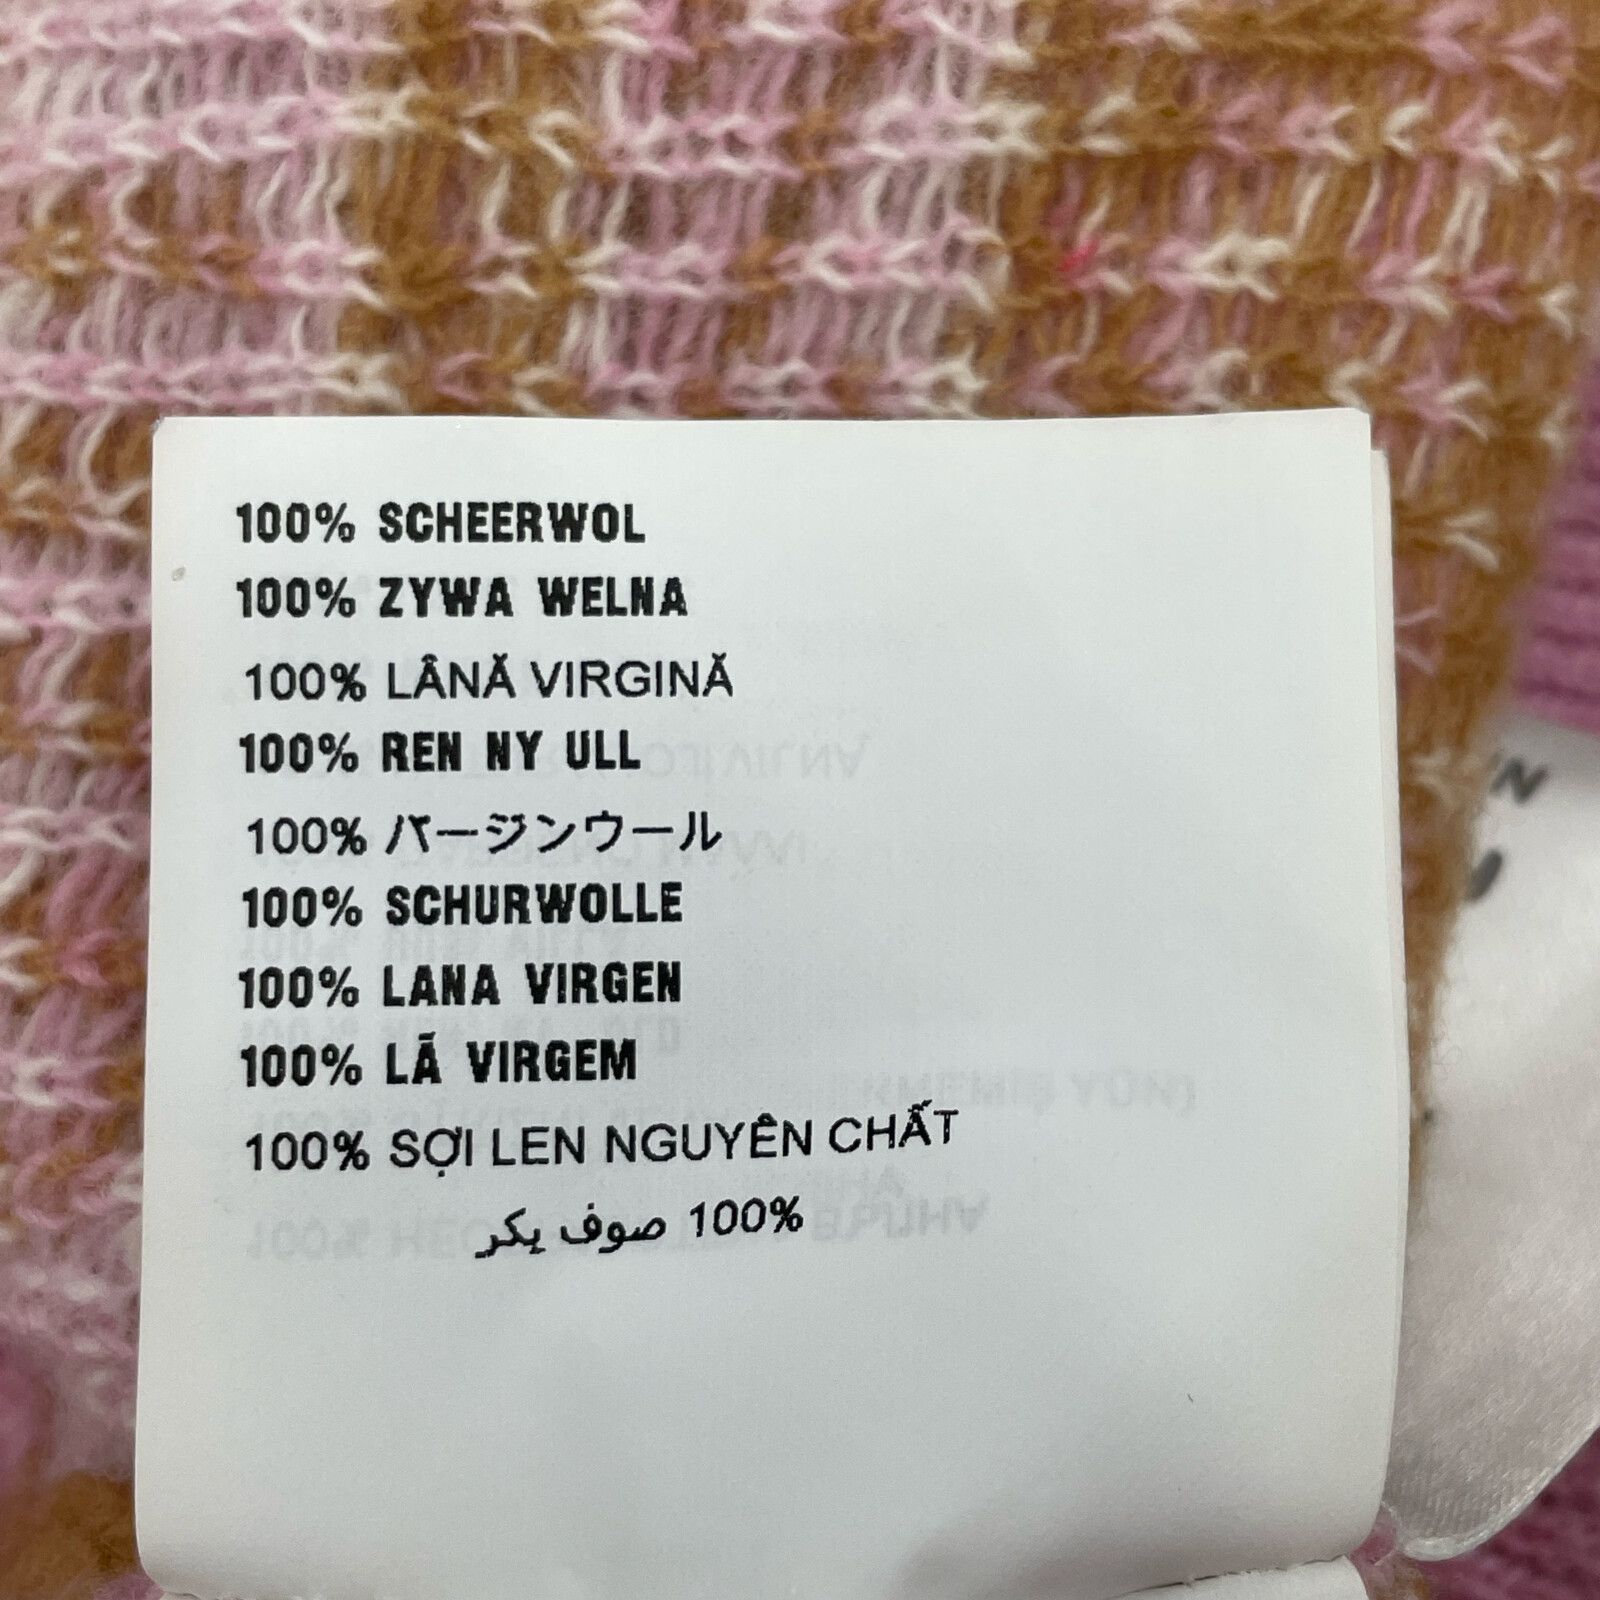 100% SCHEERWOL
100% ZYWA WELNA
100% LÂNĂ VIRGINĂ
100% REN NY ULL
100% バージンウール
100% SCHURWOLLE
100% LANA VIRGEN
100% LÃ VIRGEM
100% SỢI LEN NGUYÊN CHẤT
100% صوف يكر